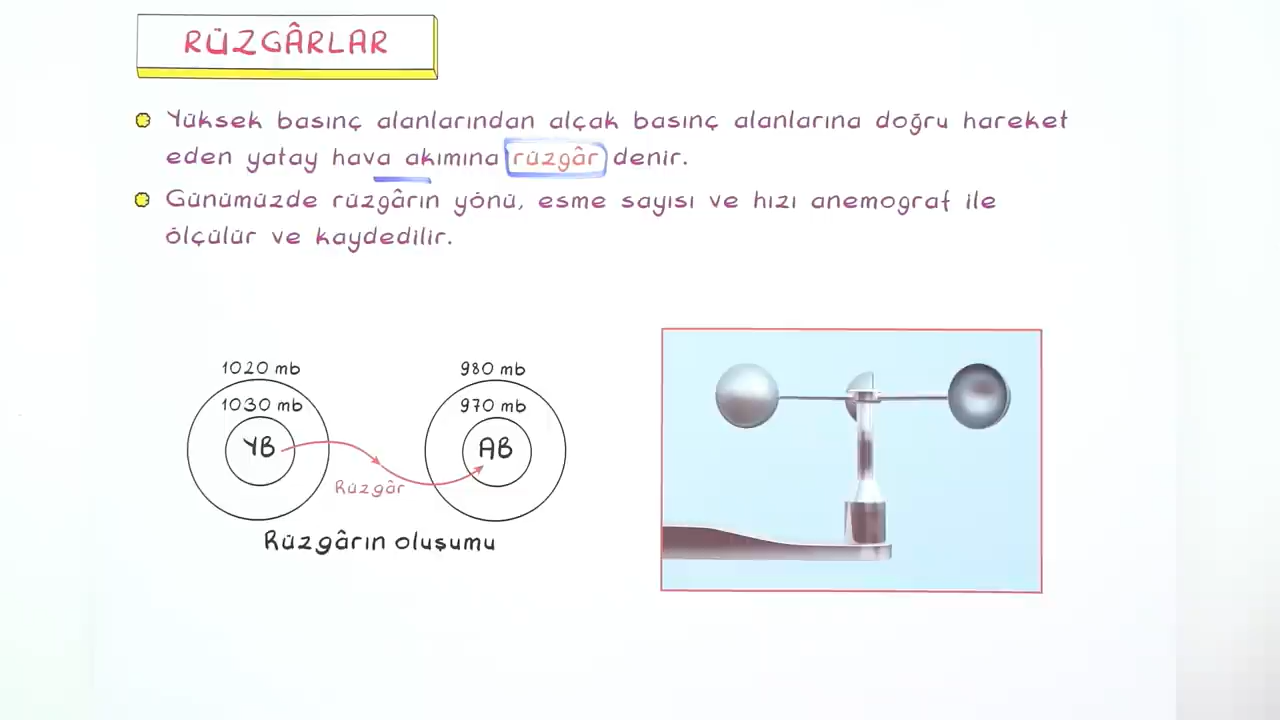 RÜZGÂRLAR
Yüksek basınç alanlarından alçak basınç alanlarına doğru hareket
eden yatay hava akımına rüzgâr denir.
Günümüzde rüzgârın yönü, esme sayısı ve hızı anemograf ile
ölçülür ve kaydedilir.
1020 mb
1030 mb
YB
980 mb
970 mb
AB
Rüzgâr
Rüzgârın oluşumu